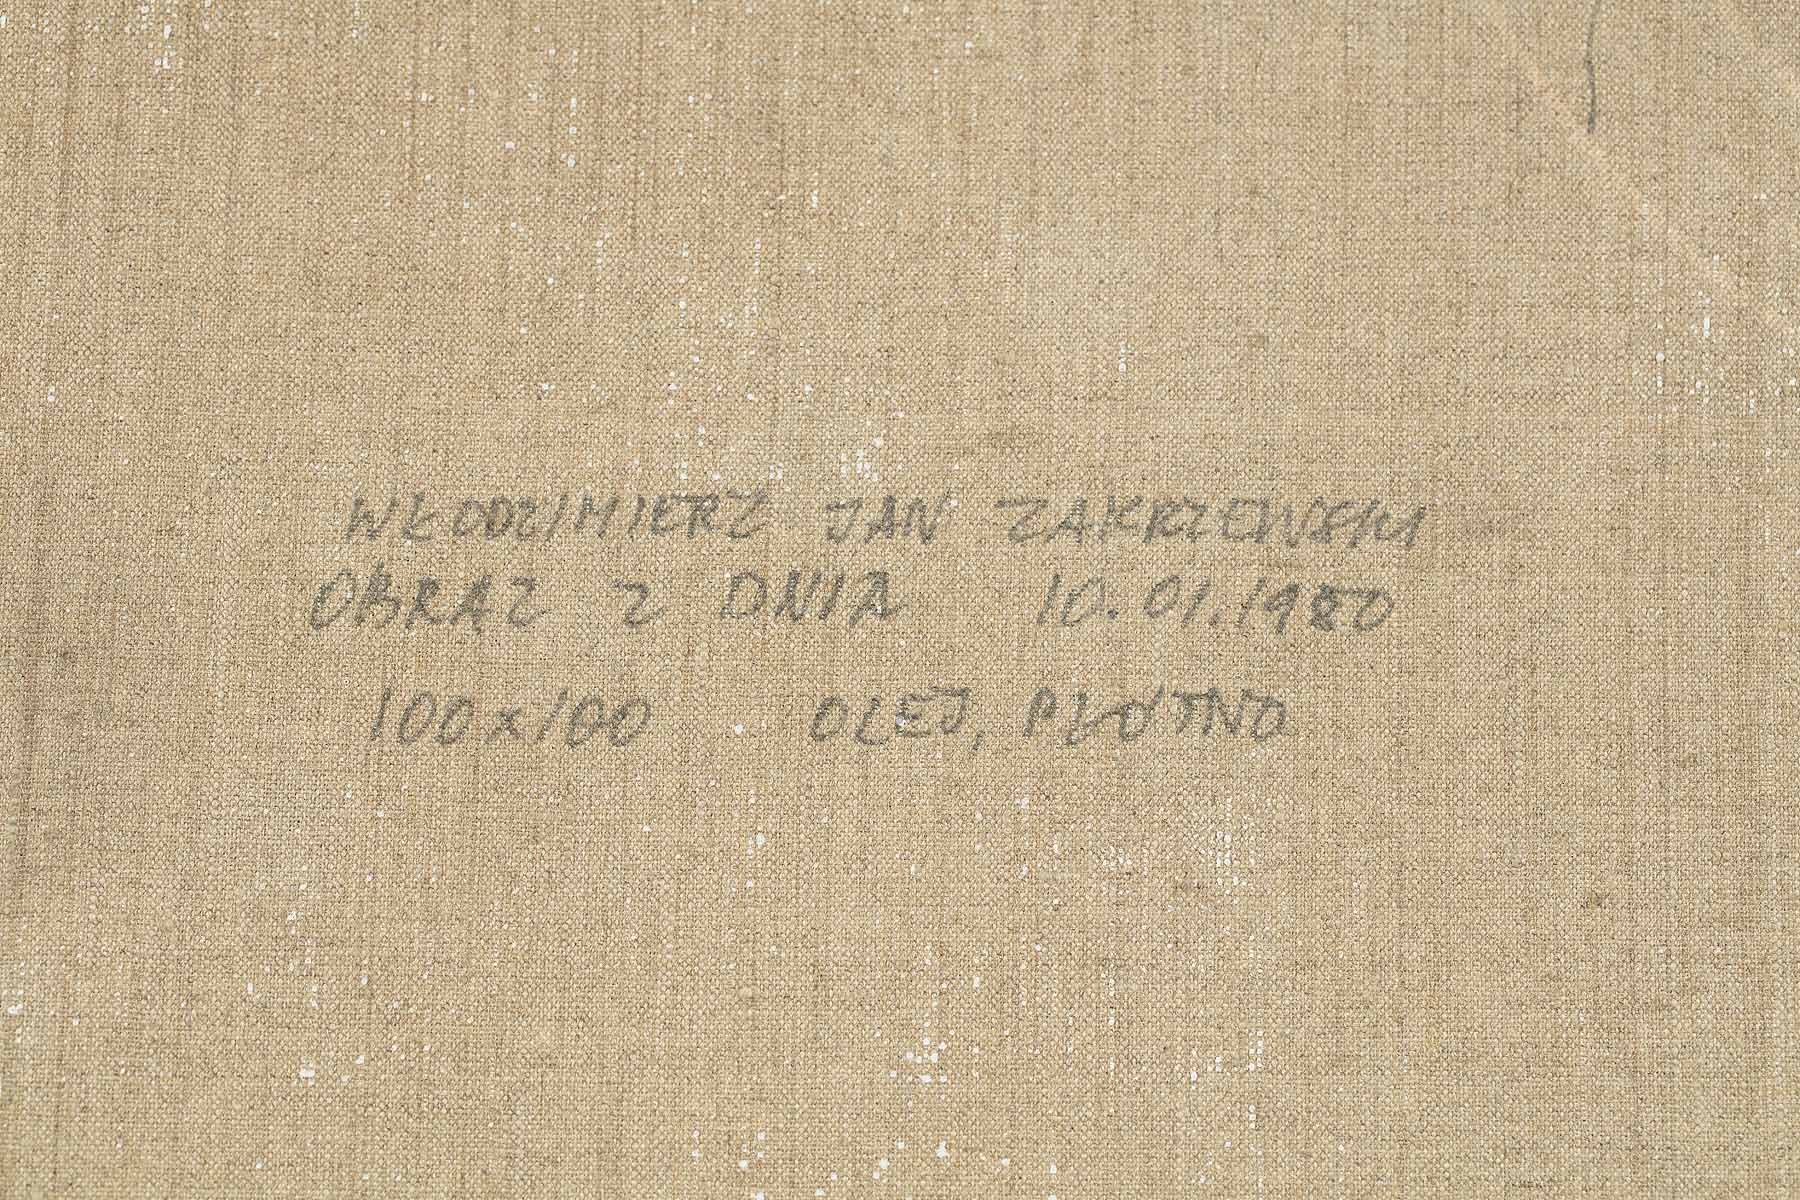 WŁODZIMIERZ JAN ZAKRZEWSKI
OBRAZ Z DNIA 10.01.1980
100x100 OLEJ, PŁÓTNO